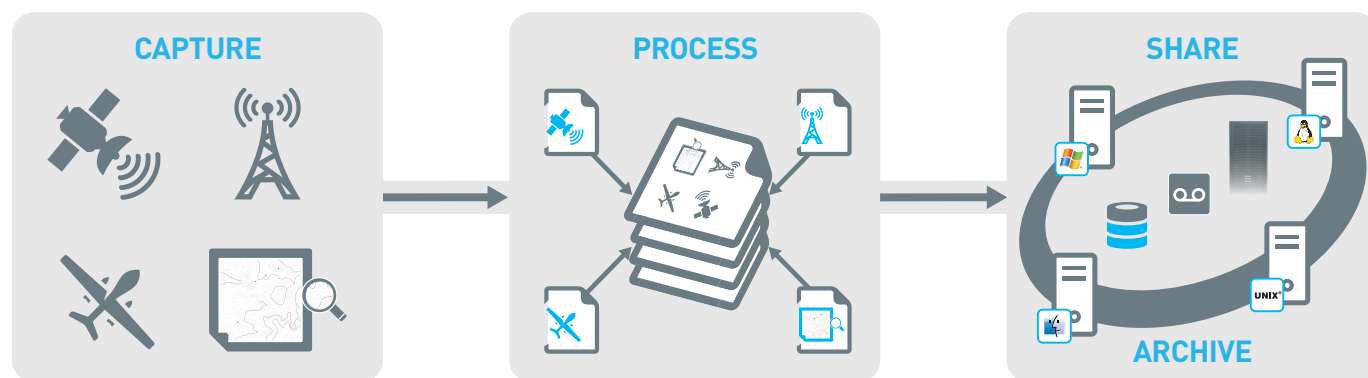 CAPTURE
PROCESS
SHARE
UNIX®
ARCHIVE